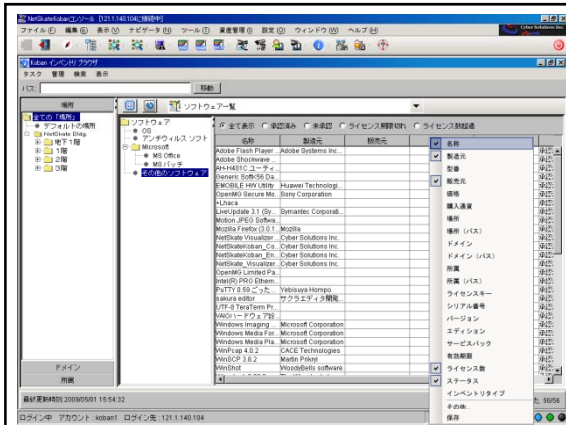 NetSkateKobanコンソール [121.1.140.104に接続中]
ファイル(F) 編集(E) 表示(V) ナビゲータ(N) ツール(T) 資産管理(I) 設定(O) ウィンドウ(W) ヘルプ(H)
Cyber Solutions Inc.
Koban インベントリ ブラウザ
タスク 管理 検索 表示
パス: 移動
場所
全ての「場所」
デフォルトの場所
NetSkate Bldg.
地下1階
1階
2階
3階
ドメイン
所属
ソフトウェア一覧
ソフトウェア
OS
アンチウィルス ソフト
Microsoft
MS Office
MS パッチ
その他のソフトウェア
全て表示 承認済み 未承認 ライセンス期限切れ ライセンス数超過
名称 製造元 販売元
Adobe Flash Player ... Adobe Systems Inc...
Adobe Shockwave ...
AH-H401C ユーティ...
Generic SoftK56 Da...
EMOBILE HW Utility Huawei Technologi...
OpenMG Secure Mo... Sony Corporation
+Lhaca
LiveUpdate 3.1 (Sy... Symantec Corporati...
Motion JPEG Softwa...
Mozilla Firefox (3.0.1... Mozilla
NetSkate Visualizer ... Cyber Solutions Inc.
NetSkateKoban_Co... Cyber Solutions Inc.
NetSkateKoban_En... Cyber Solutions Inc.
NetSkate_Visualizer... Cyber Solutions Inc.
OpenMG Limited Pa...
Intel(R) PRO Ethern...
PuTTY 0.59 ごった... Yebisuya Hompo
sakura editor サクラエディタ開発...
UTF-8 TeraTerm Pr...
VAIOハードウェア診...
Windows Imaging ... Microsoft Corporation
Windows Media For... Microsoft Corporation
Windows Media Pla... Microsoft Corporation
WinPcap 4.0.2 CACE Technologies
WinSCP 3.8.2 Martin Prikryl
WinShot WoodyBells software
名称
製造元
型番
販売元
価格
購入通貨
場所
場所 (パス)
ドメイン
ドメイン (パス)
所属
所属 (パス)
ライセンスキー
シリアル番号
バージョン
エディション
サービスパック
有効期限
ライセンス数
ステータス
インベントリタイプ
その他...
保存
最終更新時刻 2009/05/01 15:54:32
た 56/56
ログイン中 アカウント : koban1 ログイン先 : 121.1.140.104